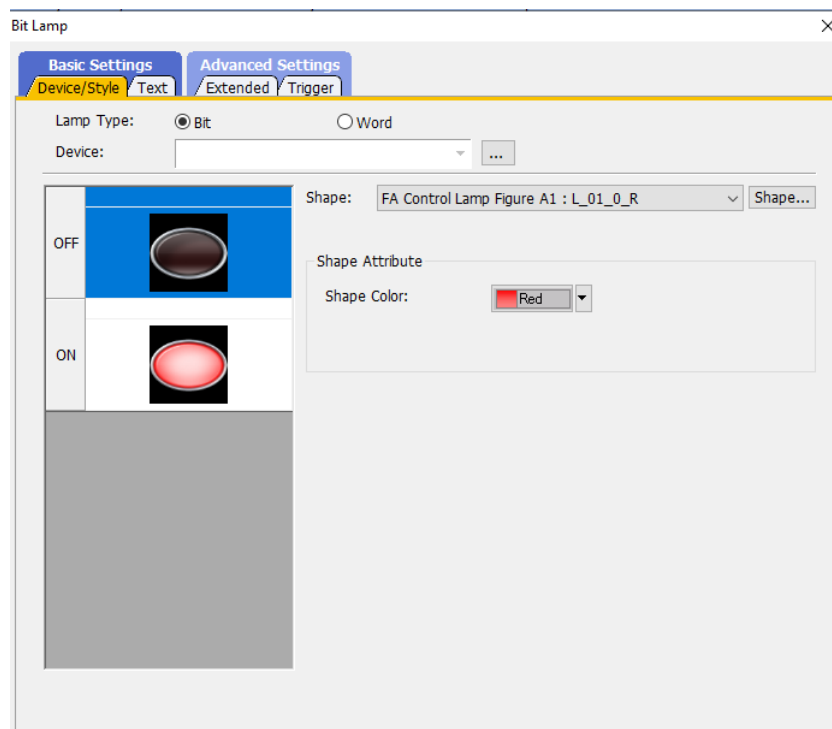 Bit Lamp
Basic Settings Advanced Settings
Device/Style Text Extended Trigger
Lamp Type: Bit Word
Device: ...
Shape: FA Control Lamp Figure A1 : L_01_0_R Shape...
OFF
Shape Attribute
Shape Color: Red
ON